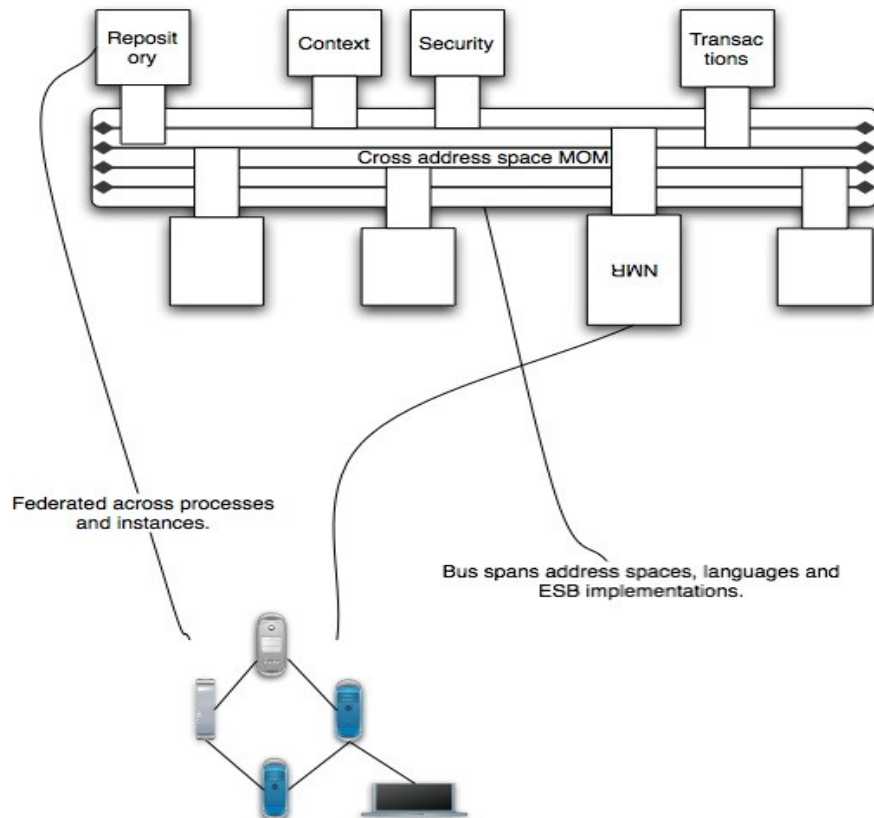 Reposit
ory
Context
Security
Transac
tions
Cross address space MOM
NMR
Federated across processes
and instances.
Bus spans address spaces, languages and
ESB implementations.